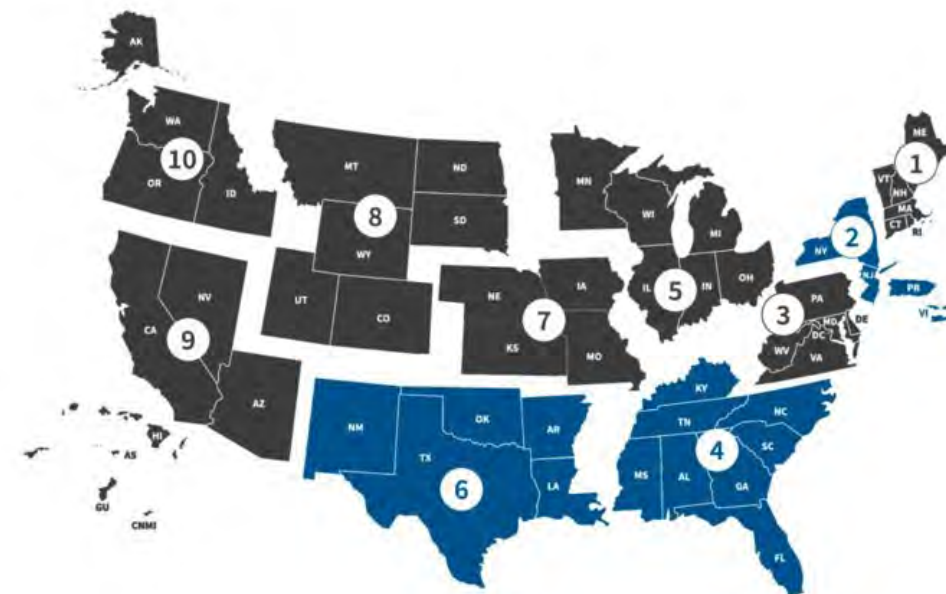 AK
WA
10
OR
ID
MT
ND
8
SD
WY
UT
CO
MN
WI
MI
IL
5
IN
OH
NE
IA
7
KS
MO
ME
1
VT
NH
MA
CT
RI
2
NY
NJ
PR
VI
PA
3
MD
DE
DC
WV
VA
NV
CA
9
AZ
HI
AS
GU
CNMI
NM
OK
AR
TX
6
LA
KY
TN
NC
4
SC
MS
AL
GA
FL